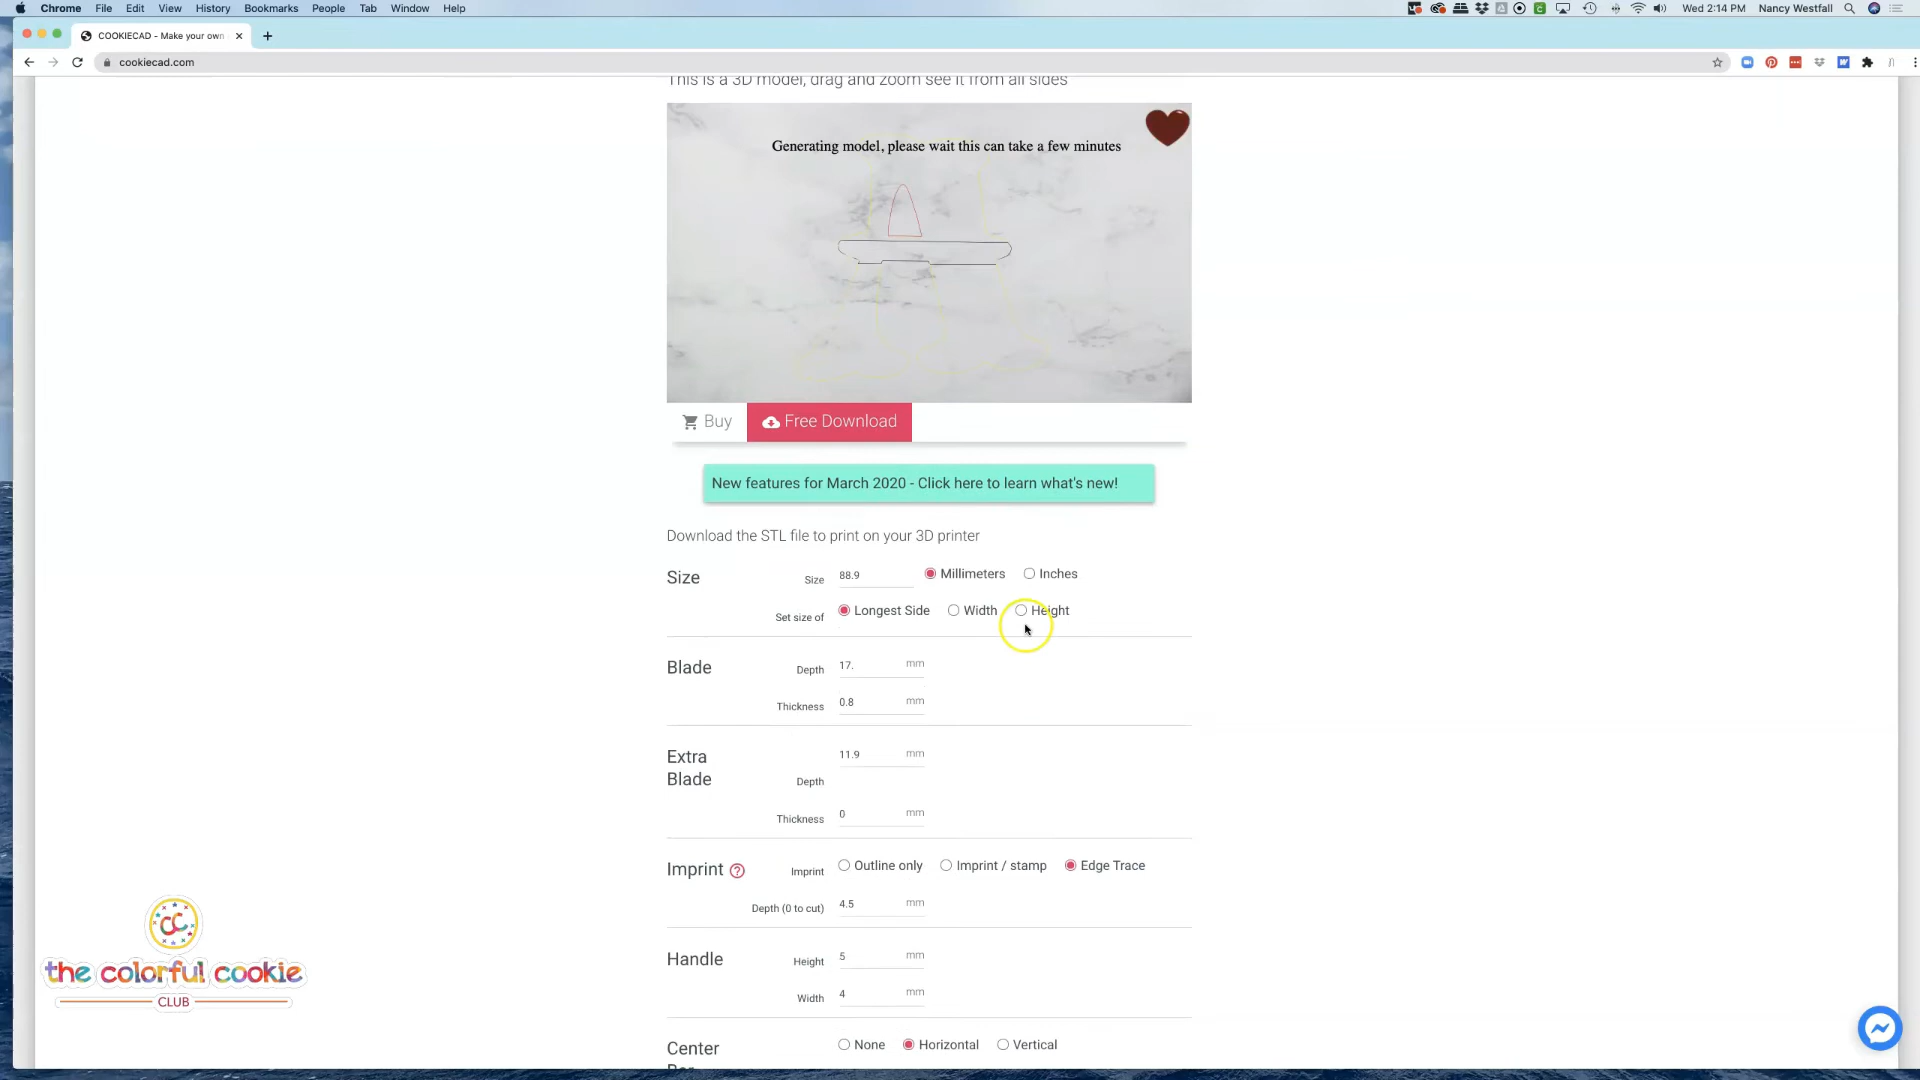 Chrome File Edit View History Bookmarks People Tab Window Help Wed 2:14 PM Nancy Westfall
COOKIECAD - Make your own
cookiecad.com
This is a 3D model, drag and zoom see it from all sides
Generating model, please wait this can take a few minutes
Buy Free Download
New features for March 2020 - Click here to learn what's new!
Download the STL file to print on your 3D printer
Size Size 88.9 Millimeters Inches
Set size of Longest Side Width Height
Blade Depth 17. mm
Thickness 0.8 mm
Extra Blade Depth 11.9 mm
Thickness 0 mm
Imprint Imprint Outline only Imprint / stamp Edge Trace
Depth (0 to cut) 4.5 mm
Handle Height 5 mm
Width 4 mm
Center None Horizontal Vertical
CC
the colorful cookie
CLUB